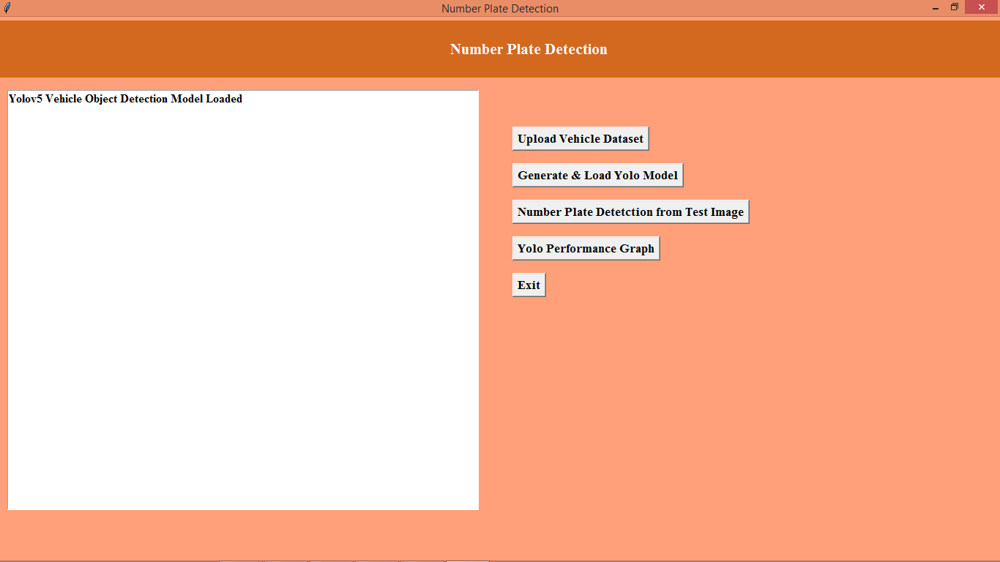 Number Plate Detection
Number Plate Detection
Yolov5 Vehicle Object Detection Model Loaded
Upload Vehicle Dataset
Generate & Load Yolo Model
Number Plate Detetction from Test Image
Yolo Performance Graph
Exit